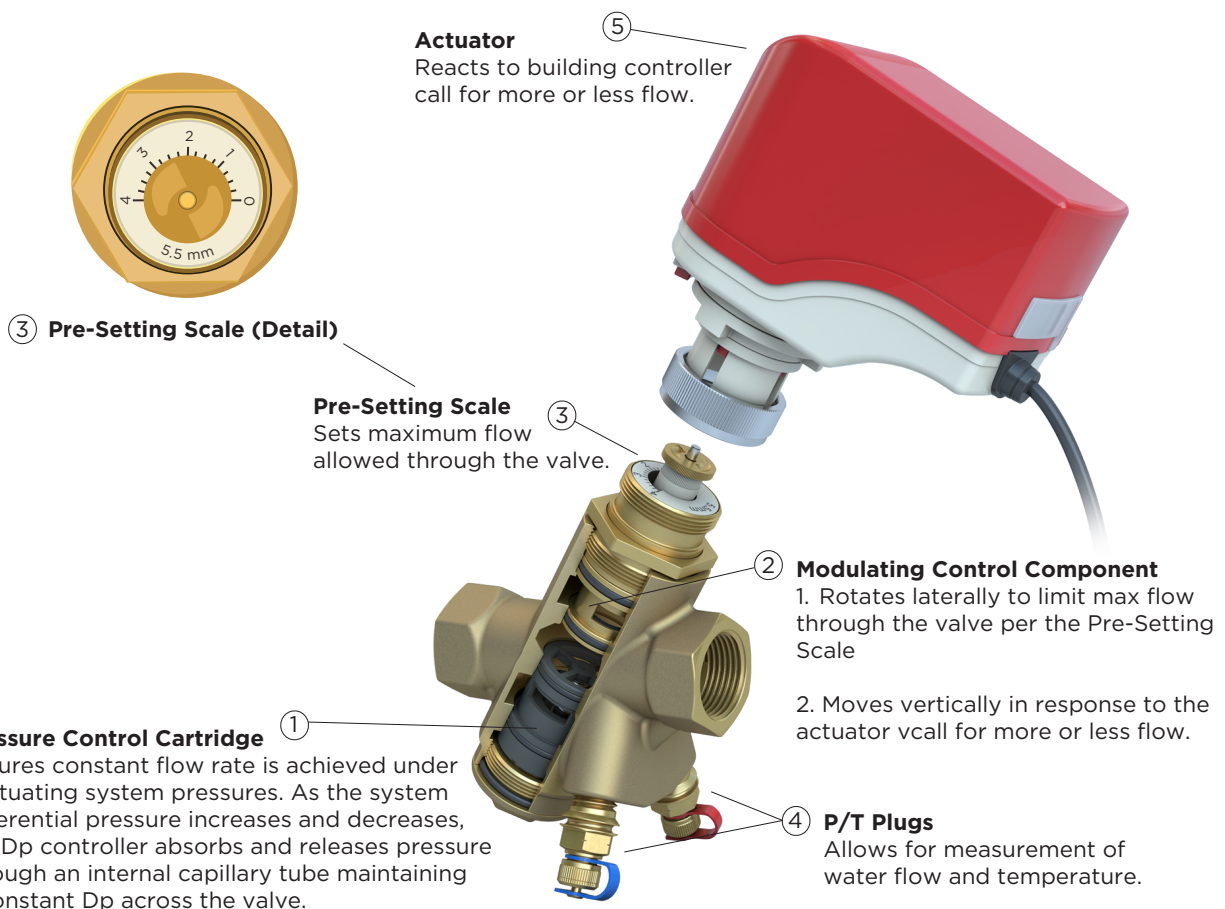 5
Actuator
Reacts to building controller
call for more or less flow.
4 3 2 1 0
5.5 mm
3 Pre-Setting Scale (Detail)
Pre-Setting Scale
3
Sets maximum flow
allowed through the valve.
5.5mm
2 Modulating Control Component
1. Rotates laterally to limit max flow
through the valve per the Pre-Setting
Scale
2. Moves vertically in response to the
actuator vcall for more or less flow.
1
ssure Control Cartridge
ures constant flow rate is achieved under
tuating system pressures. As the system
erential pressure increases and decreases,
Dp controller absorbs and releases pressure
ough an internal capillary tube maintaining
onstant Dp across the valve.
4 P/T Plugs
Allows for measurement of
water flow and temperature.